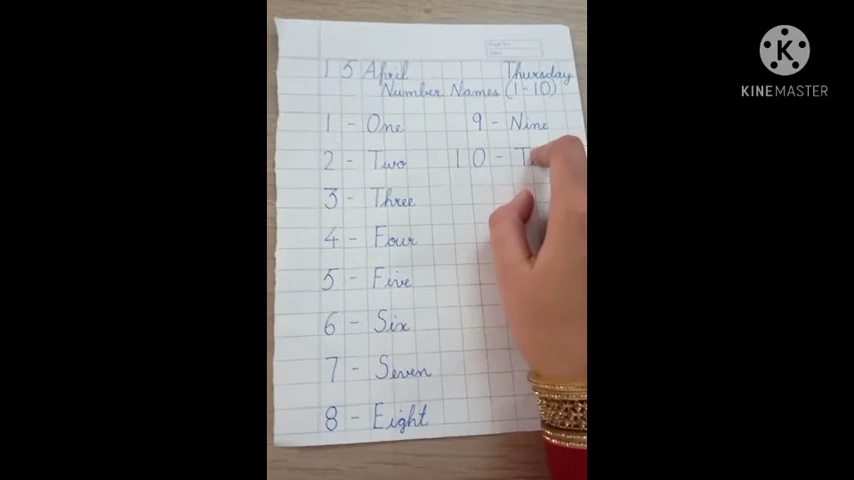 15 April Thursday
Number Names (1-10)
1 - One
2 - Two
3 - Three
4 - Four
5 - Five
6 - Six
7 - Seven
8 - Eight
9 - Nine
10 -
KINEMASTER